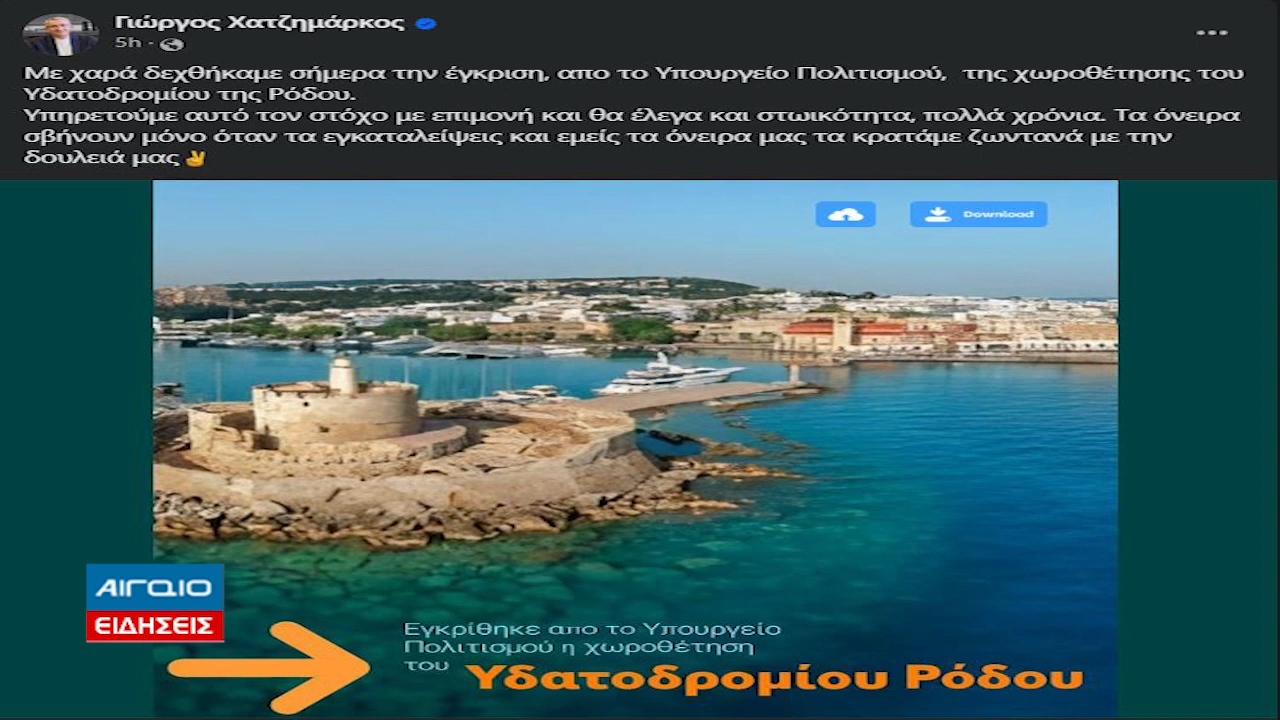 Γιώργος Χατζημάρκος
5h ·
Με χαρά δεχθήκαμε σήμερα την έγκριση, απο το Υπουργείο Πολιτισμού, της χωροθέτησης του
Υδατοδρομίου της Ρόδου.
Υπηρετούμε αυτό τον στόχο με επιμονή και θα έλεγα και στωικότητα, πολλά χρόνια. Τα όνειρα
σβήνουν μόνο όταν τα εγκαταλείψεις και εμείς τα όνειρα μας τα κρατάμε ζωντανά με την
δουλειά μας✌️
Download
ΑΙΓΑΙΟ
ΕΙΔΗΣΕΙΣ
Εγκρίθηκε απο το Υπουργείο
Πολιτισμού η χωροθέτηση
του
Υδατοδρομίου Ρόδου